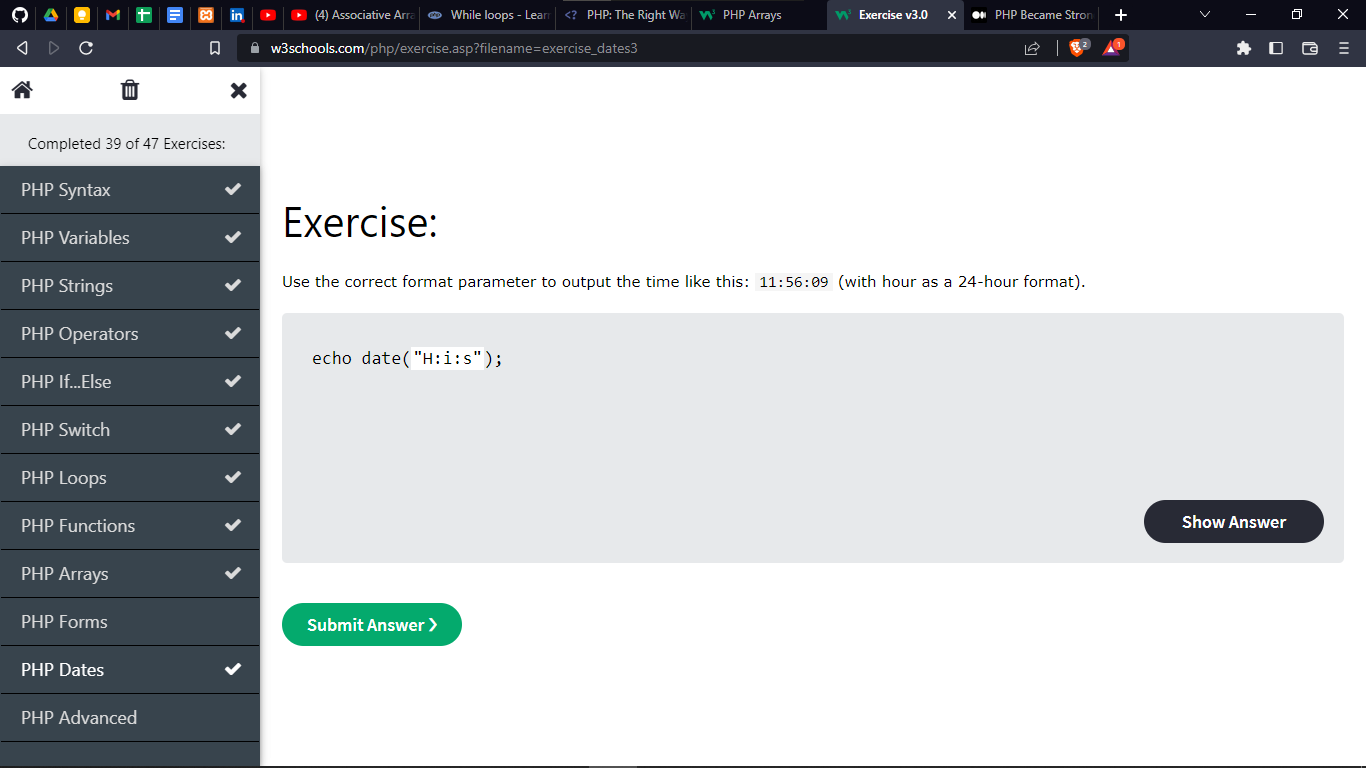 (4) Associative Arra
While loops - Lear
PHP: The Right Wa
PHP Arrays
Exercise v3.0
PHP Became Stron
w3schools.com/php/exercise.asp?filename=exercise_dates3
2
1
Completed 39 of 47 Exercises:
PHP Syntax
PHP Variables
PHP Strings
PHP Operators
PHP If...Else
PHP Switch
PHP Loops
PHP Functions
PHP Arrays
PHP Forms
PHP Dates
PHP Advanced
Exercise:
Use the correct format parameter to output the time like this: 11:56:09 (with hour as a 24-hour format).
echo date("H:i:s");
Show Answer
Submit Answer ❯